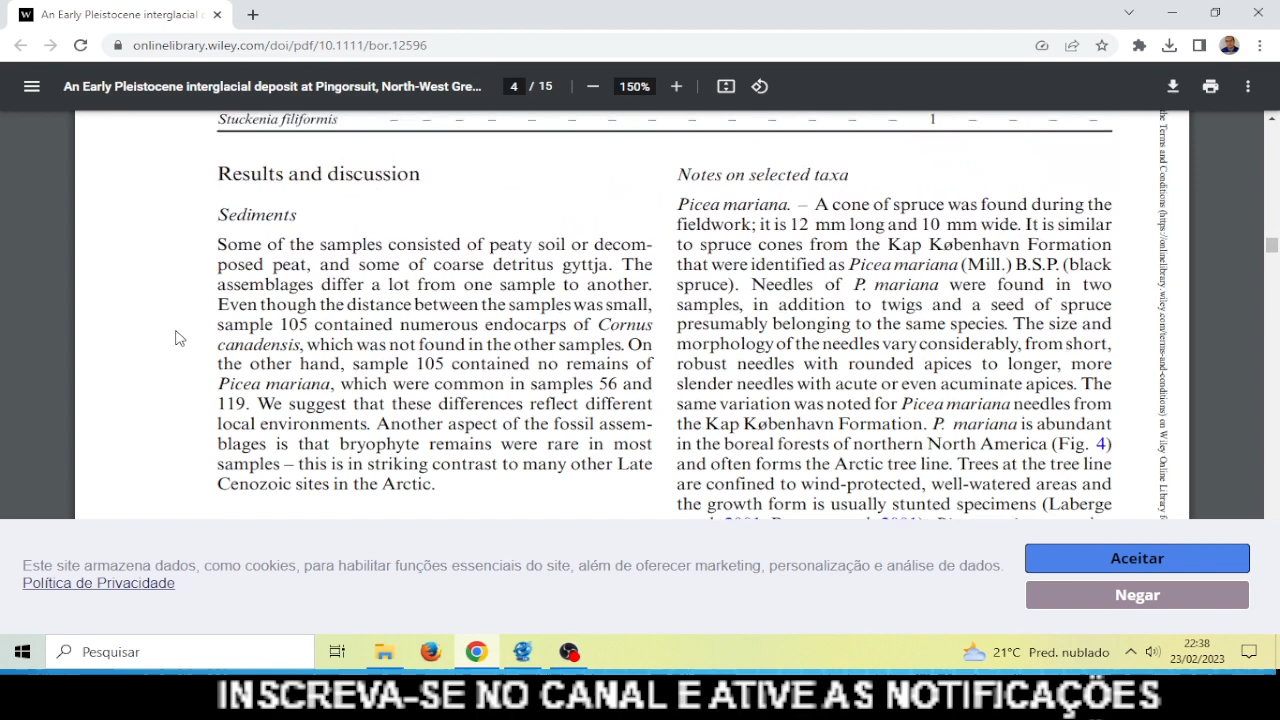 An Early Pleistocene interglacial d
onlinelibrary.wiley.com/doi/pdf/10.1111/bor.12596
An Early Pleistocene interglacial deposit at Pingorsuit, North-West Gre...
4 / 15
150%
Stuckenia filiformis – – – – – – – – – – – – – – 1 – – – –
Results and discussion
Sediments
Some of the samples consisted of peaty soil or decom-
posed peat, and some of coarse detritus gyttja. The
assemblages differ a lot from one sample to another.
Even though the distance between the samples was small,
sample 105 contained numerous endocarps of Cornus
canadensis, which was not found in the other samples. On
the other hand, sample 105 contained no remains of
Picea mariana, which were common in samples 56 and
119. We suggest that these differences reflect different
local environments. Another aspect of the fossil assem-
blages is that bryophyte remains were rare in most
samples – this is in striking contrast to many other Late
Cenozoic sites in the Arctic.
Notes on selected taxa
Picea mariana. – A cone of spruce was found during the
fieldwork; it is 12 mm long and 10 mm wide. It is similar
to spruce cones from the Kap København Formation
that were identified as Picea mariana (Mill.) B.S.P. (black
spruce). Needles of P. mariana were found in two
samples, in addition to twigs and a seed of spruce
presumably belonging to the same species. The size and
morphology of the needles vary considerably, from short,
robust needles with rounded apices to longer, more
slender needles with acute or even acuminate apices. The
same variation was noted for Picea mariana needles from
the Kap København Formation. P. mariana is abundant
in the boreal forests of northern North America (Fig. 4)
and often forms the Arctic tree line. Trees at the tree line
are confined to wind-protected, well-watered areas and
the growth form is usually stunted specimens (Laberge
the Terms and Conditions (https://onlinelibrary.wiley.com/terms-and-conditions) on Wiley Online Library f
Este site armazena dados, como cookies, para habilitar funções essenciais do site, além de oferecer marketing, personalização e análise de dados.
Política de Privacidade
Aceitar
Negar
Pesquisar
21°C Pred. nublado
22:38
23/02/2023
INSCREVA-SE NO CANAL E ATIVE AS NOTIFICAÇÕES